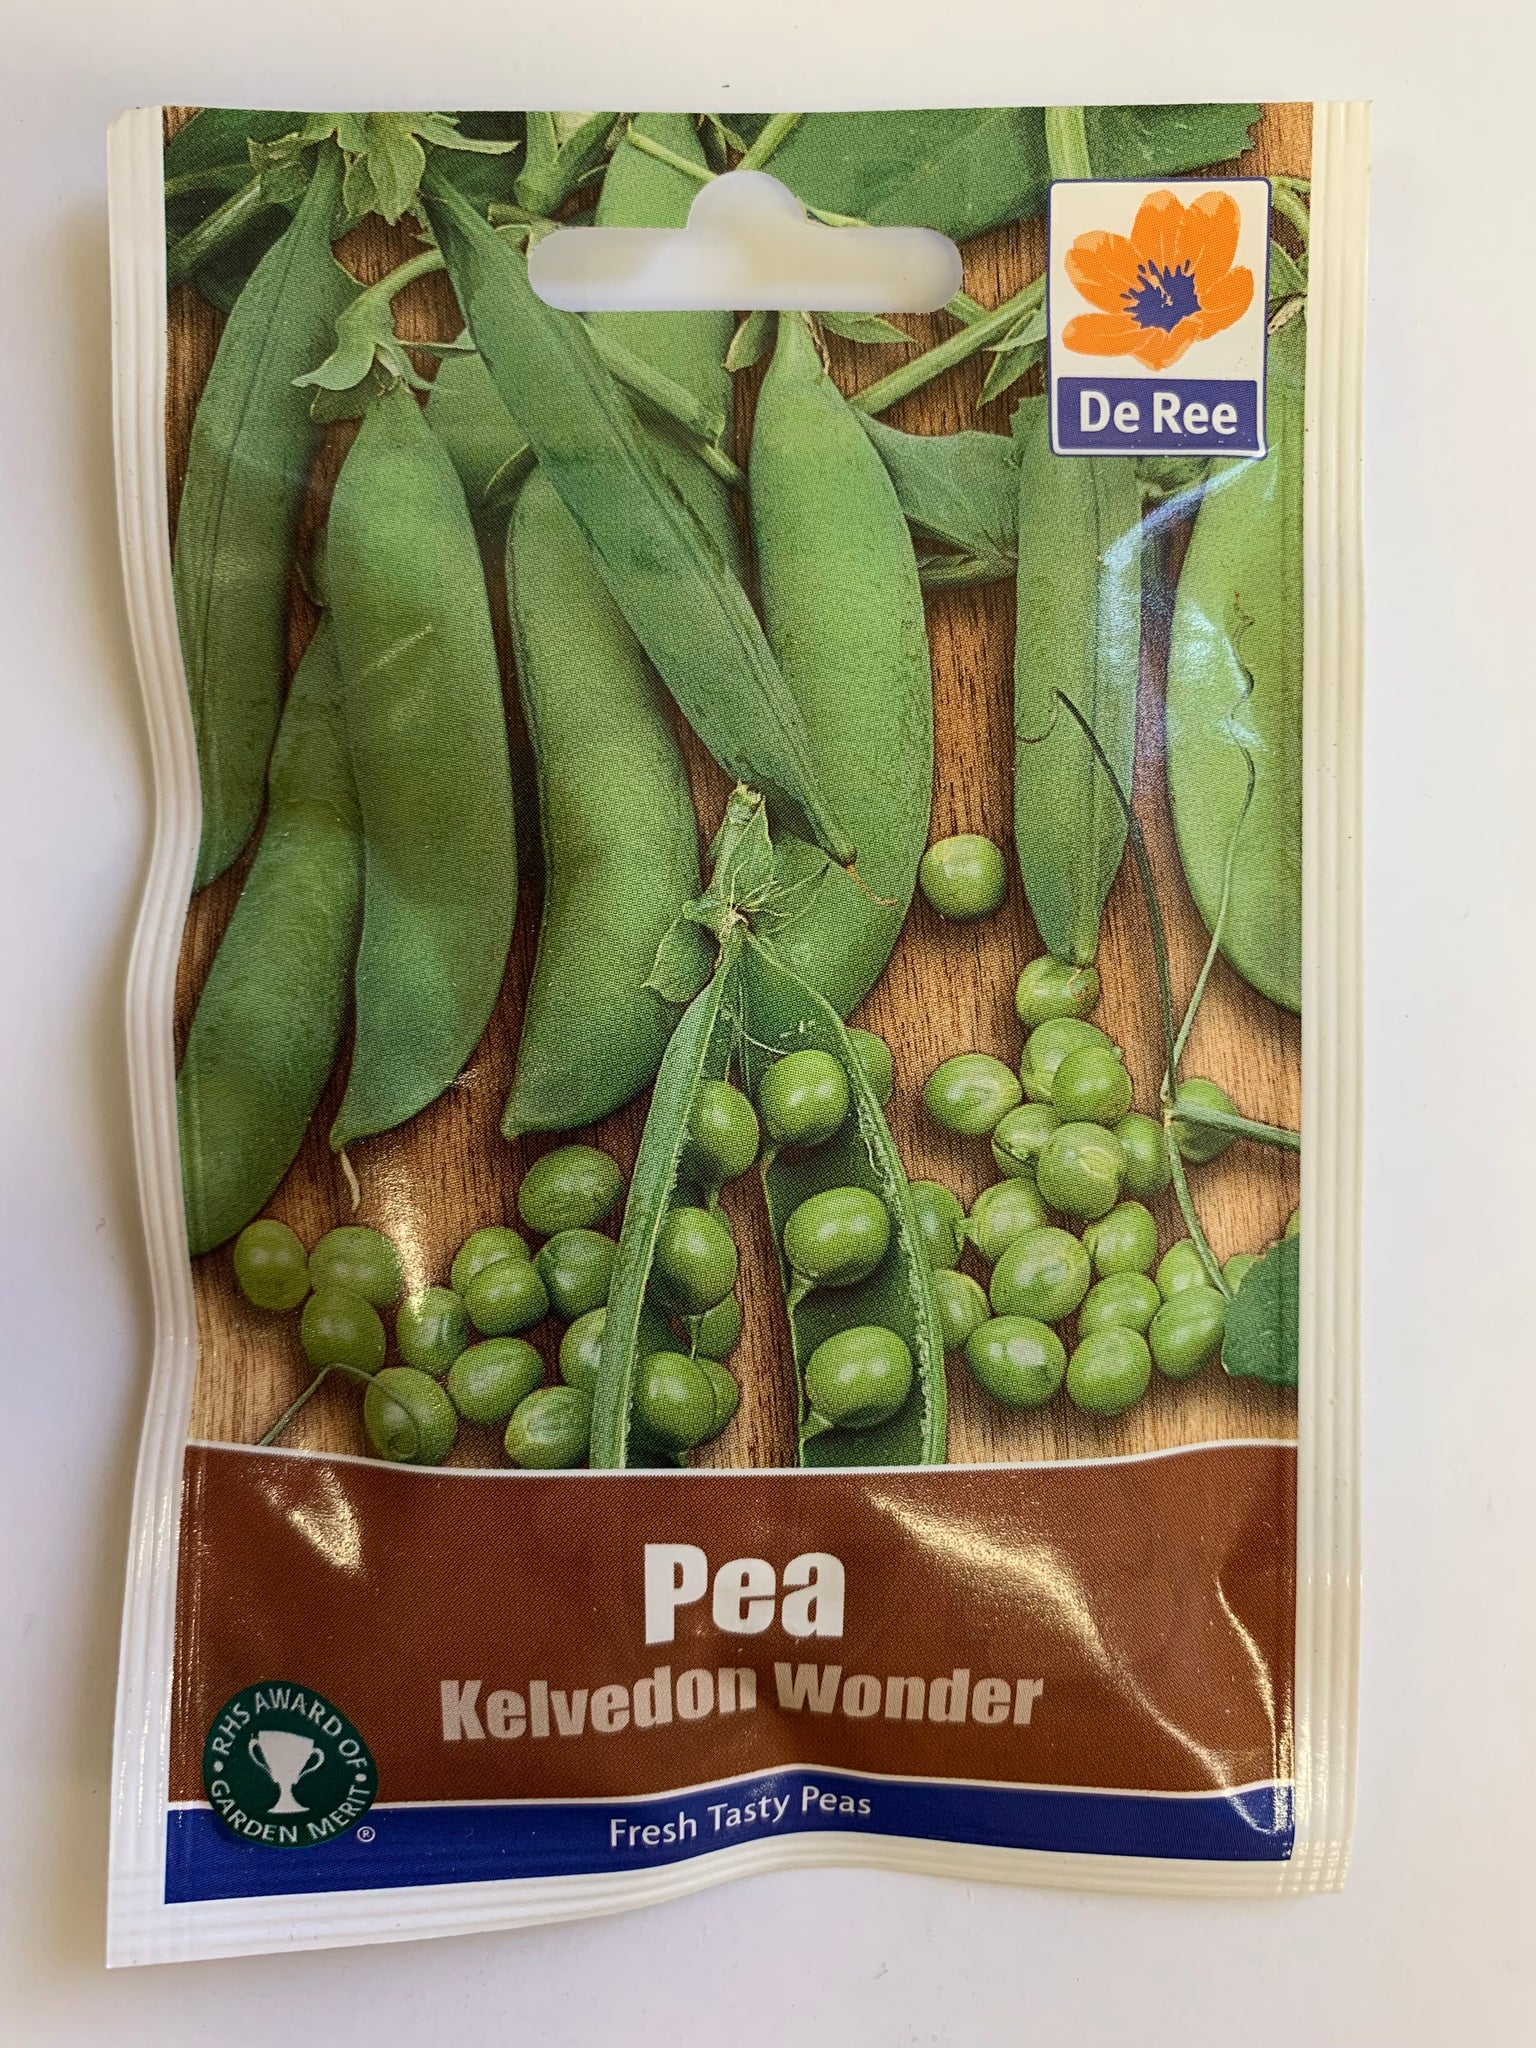 De Ree
Pea
Kelvedon Wonder
RHS AWARD OF
• GARDEN MERIT •
®
Fresh Tasty Peas